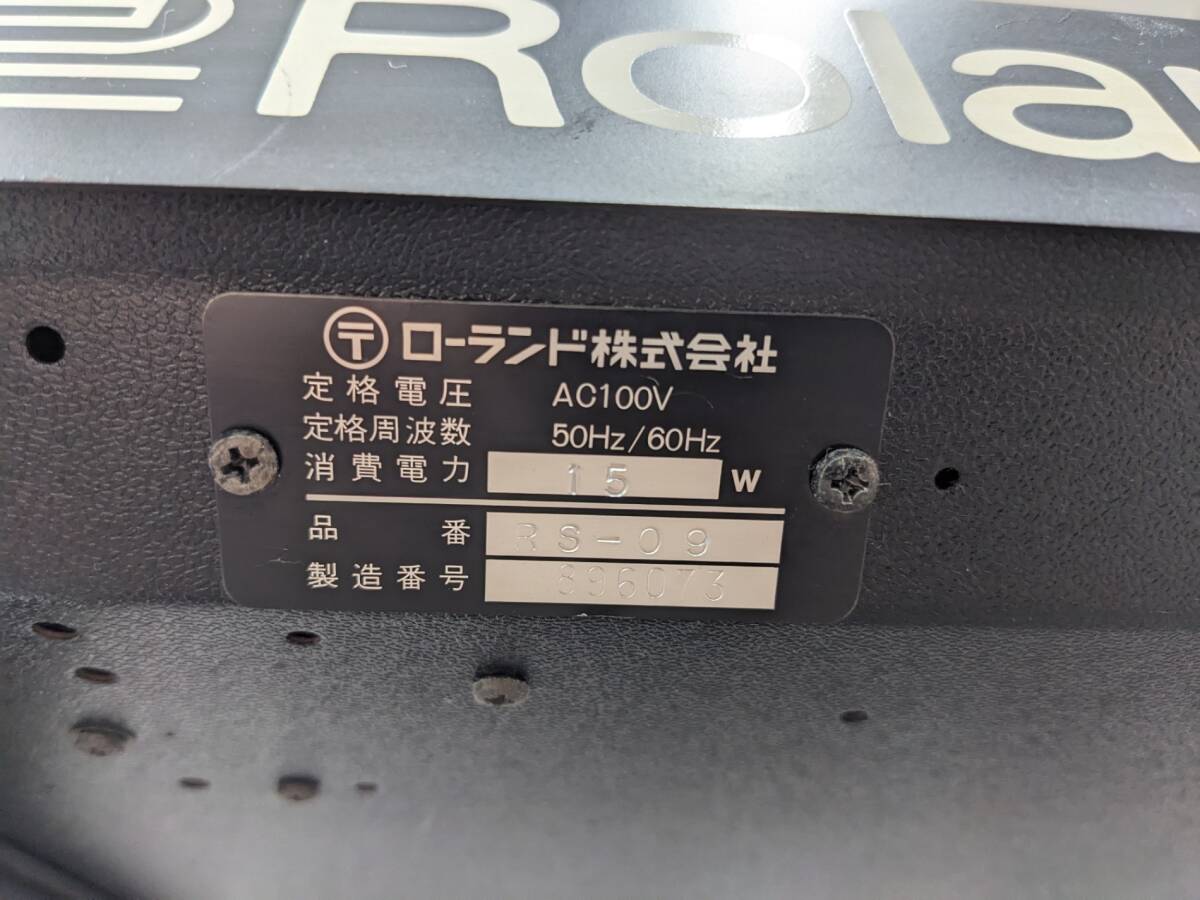 Rola
〒 ローランド株式会社
定格電圧 AC100V
定格周波数 50Hz/60Hz
消費電力 15 W
品番 RS-09
製造番号 896073